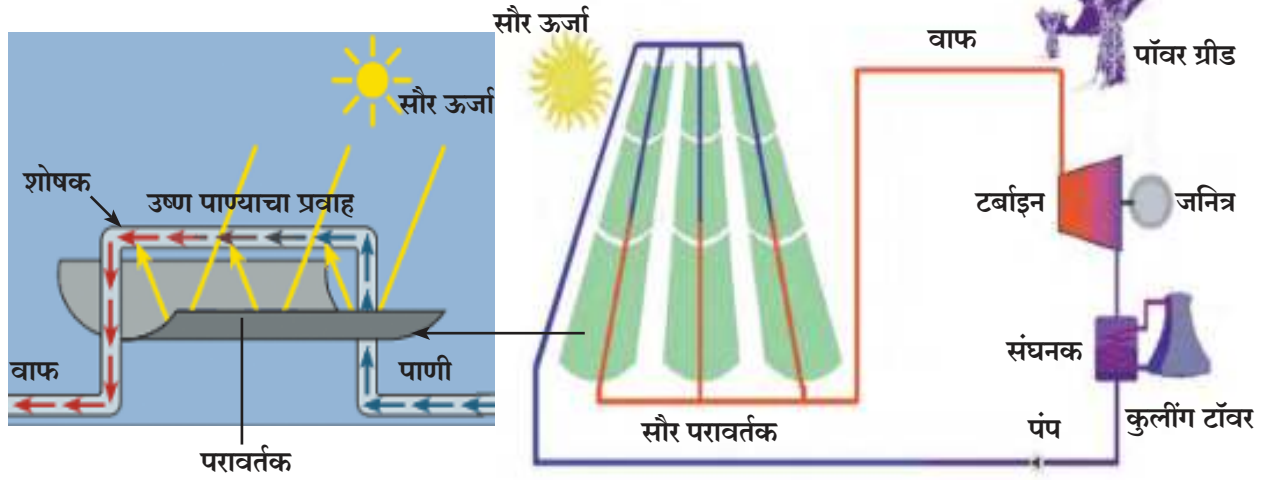 सौर ऊर्जा
शोषक
उष्ण पाण्याचा प्रवाह
वाफ
पाणी
परावर्तक
सौर ऊर्जा
वाफ
पॉवर ग्रीड
टर्बाइन
जनित्र
संघनक
कुलींग टॉवर
सौर परावर्तक
पंप